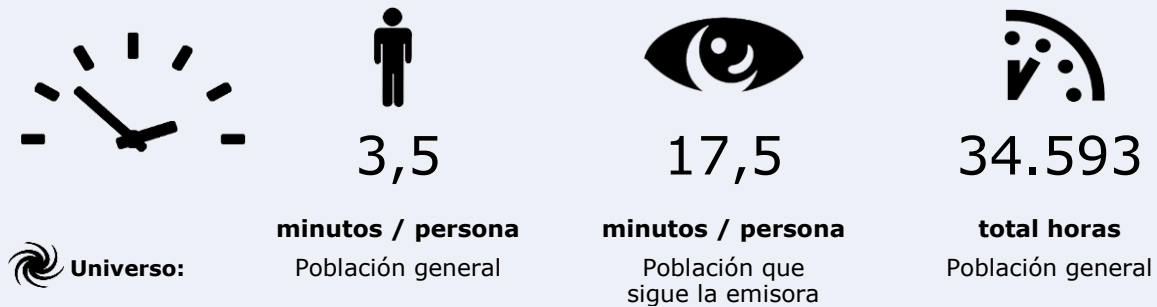 3,5
17,5
34.593
minutos / persona
minutos / persona
total horas
Universo:
Población general
Población que
sigue la emisora
Población general